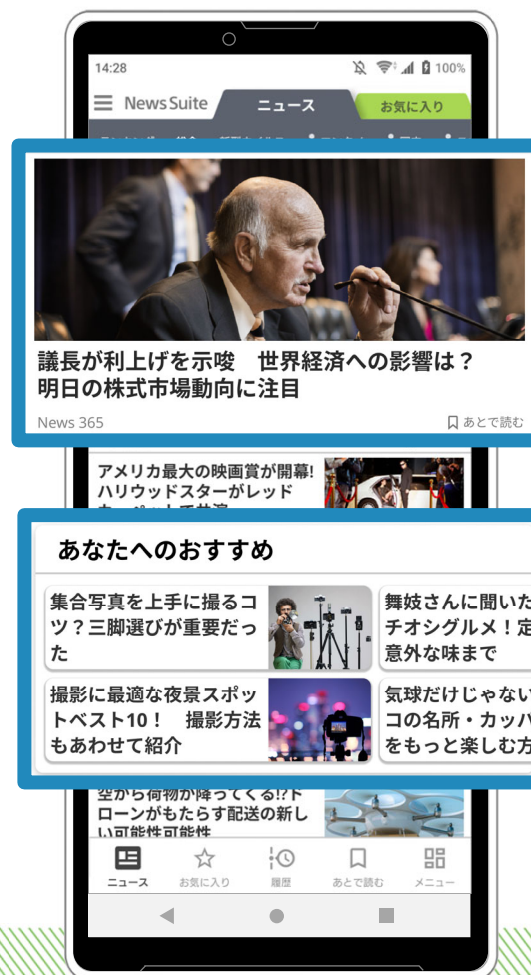 14:28
100%
News Suite
ニュース
お気に入り
議長が利上げを示唆　世界経済への影響は？
明日の株式市場動向に注目
News 365
あとで読む
アメリカ最大の映画賞が開幕!
ハリウッドスターがレッド
あなたへのおすすめ
集合写真を上手に撮るコ
ツ？三脚選びが重要だっ
た
舞妓さんに聞いた
チオシグルメ！定
意外な味まで
撮影に最適な夜景スポッ
トベスト10！　撮影方法
もあわせて紹介
気球だけじゃない
コの名所・カッパ
をもっと楽しむ方
空から荷物が降ってくる!?ド
ローンがもたらす配送の新し
い可能性可能性
ニュース
お気に入り
履歴
あとで読む
メニュー